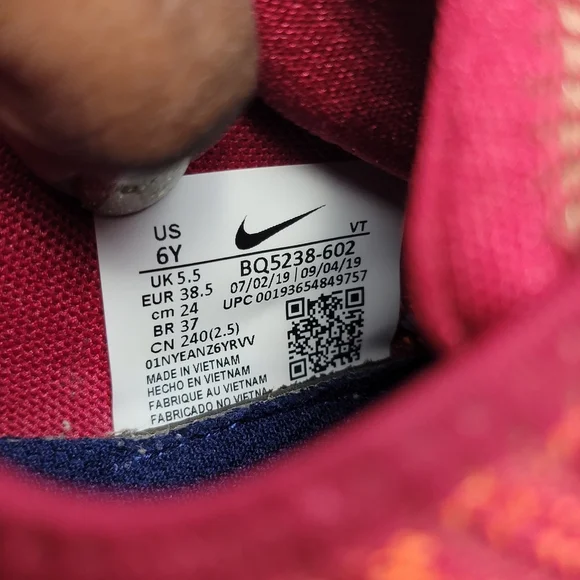 US
6Y
VT
UK 5.5
EUR 38.5
cm 24
BR 37
CN 240(2.5)
BQ5238-602
07/02/19 | 09/04/19
UPC 00193654849757
01NYEANZ6YRVV
MADE IN VIETNAM
HECHO EN VIETNAM
FABRIQUE AU VIETNAM
FABRICADO NO